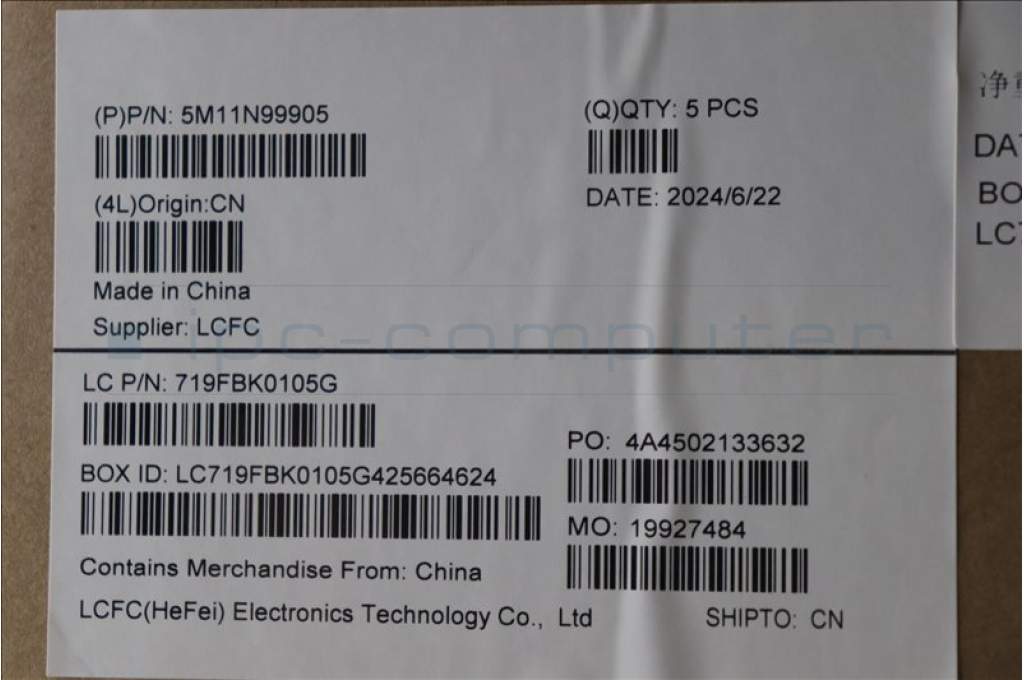 (P)P/N: 5M11N99905
(4L)Origin:CN
Made in China
Supplier: LCFC
(Q)QTY: 5 PCS
DATE: 2024/6/22
ipc-computer
LC P/N: 719FBK0105G
BOX ID: LC719FBK0105G425664624
Contains Merchandise From: China
LCFC(HeFei) Electronics Technology Co., Ltd
PO: 4A4502133632
MO: 19927484
SHIPTO: CN
净